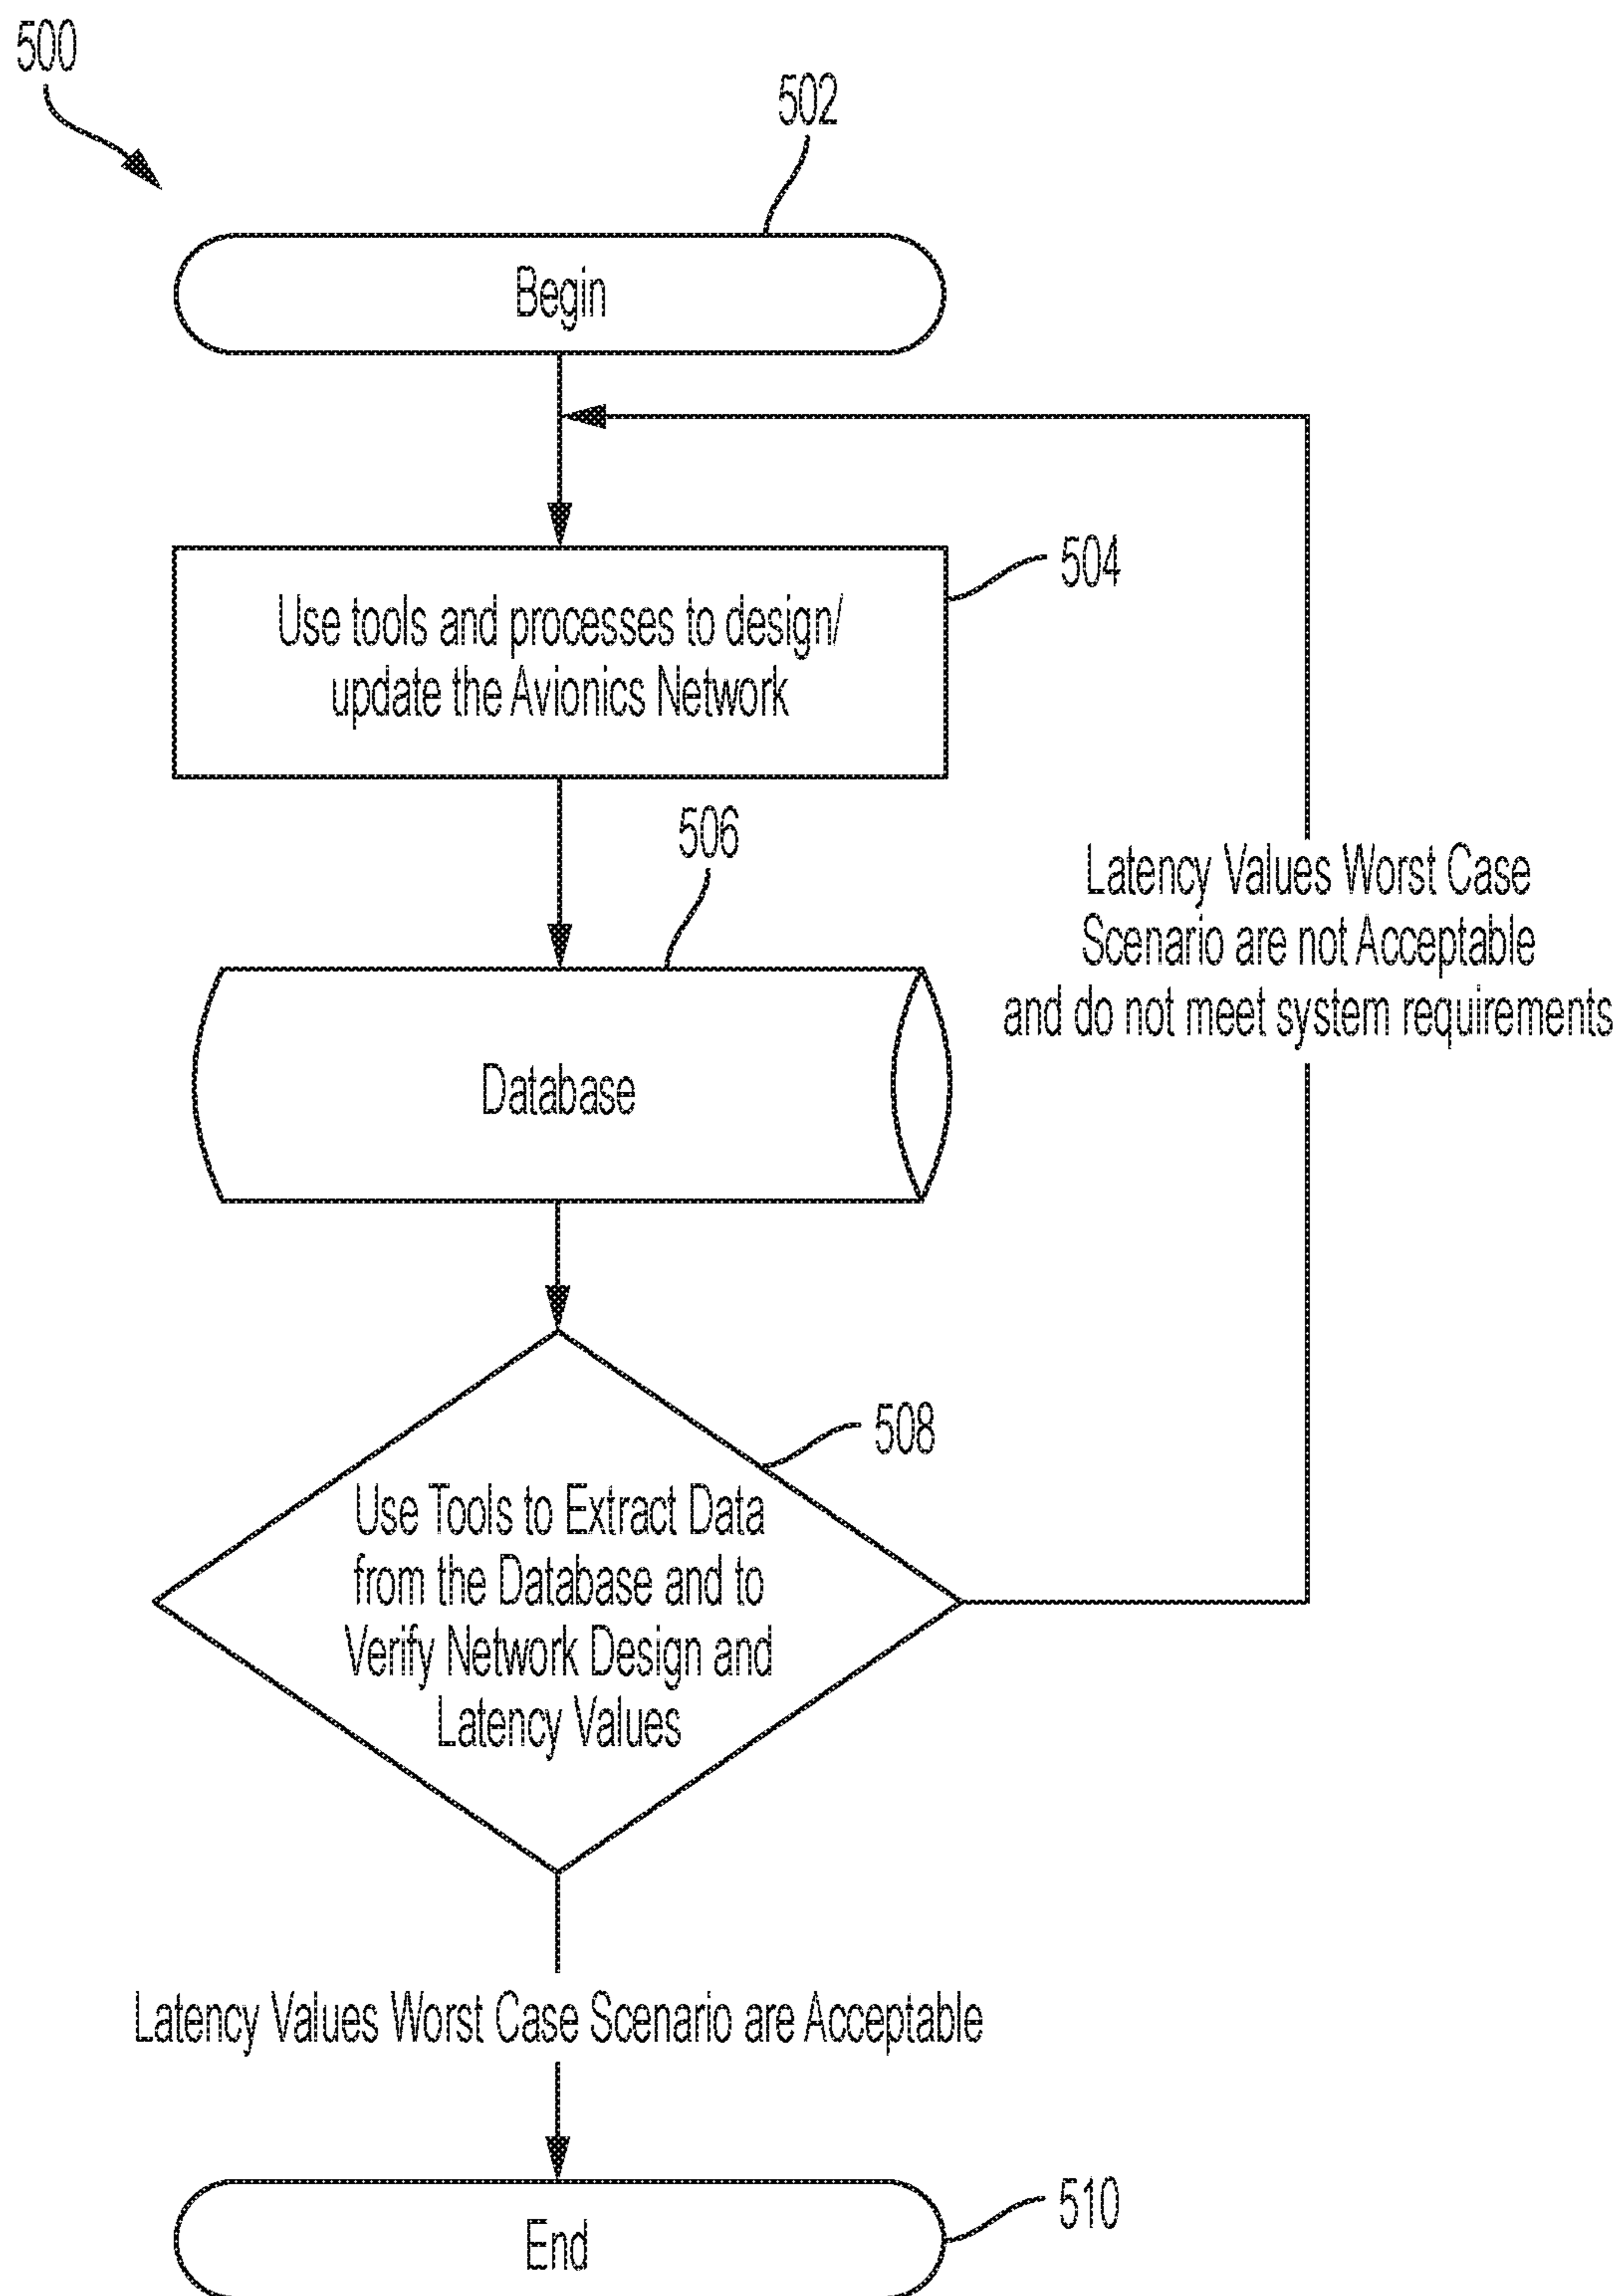 500
502
Begin
504
Use tools and processes to design/
update the Avionics Network
506
Latency Values Worst Case
Scenario are not Acceptable
and do not meet system requirements
Database
508
Use Tools to Extract Data
from the Database and to
Verify Network Design and
Latency Values
Latency Values Worst Case Scenario are Acceptable
510
End